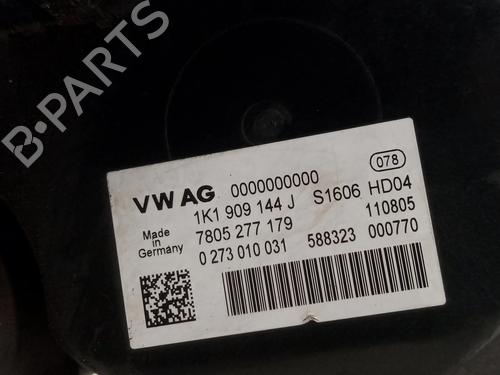 B-PARTS
VW AG 0000000000 078
1K1 909 144 J S1606 HD04
Made in Germany 7805 277 179 110805
0 273 010 031 588323 000770